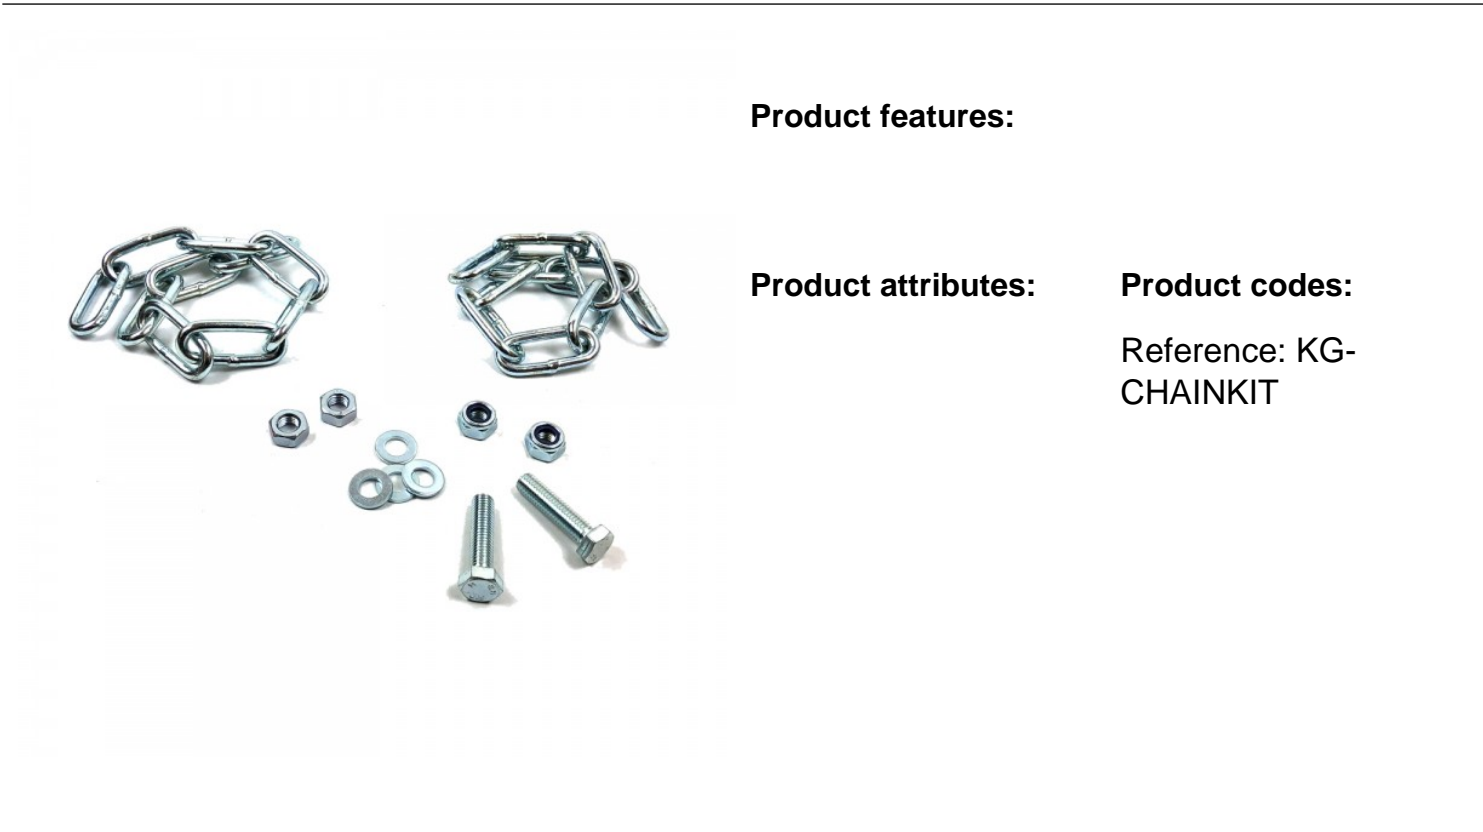 Product features:
Product attributes:
Product codes:
Reference: KG-
CHAINKIT